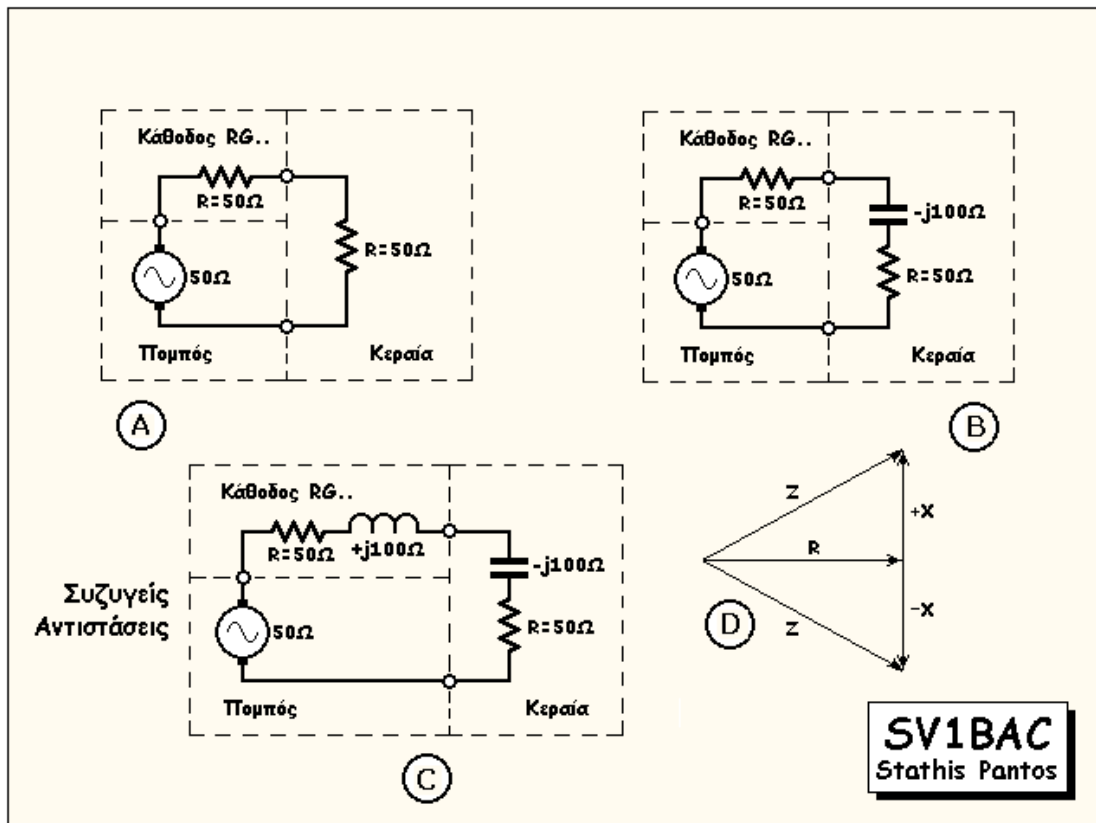 Κάθοδος RG..
R=50Ω
R=50Ω
50Ω
Πομπός
Κεραία
A
Κάθοδος RG..
R=50Ω
-j100Ω
R=50Ω
50Ω
Πομπός
Κεραία
B
Κάθοδος RG..
R=50Ω
+j100Ω
-j100Ω
R=50Ω
50Ω
Συζυγείς
Αντιστάσεις
Πομπός
Κεραία
C
Z
+X
R
-X
Z
D
SV1BAC
Stathis Pantos